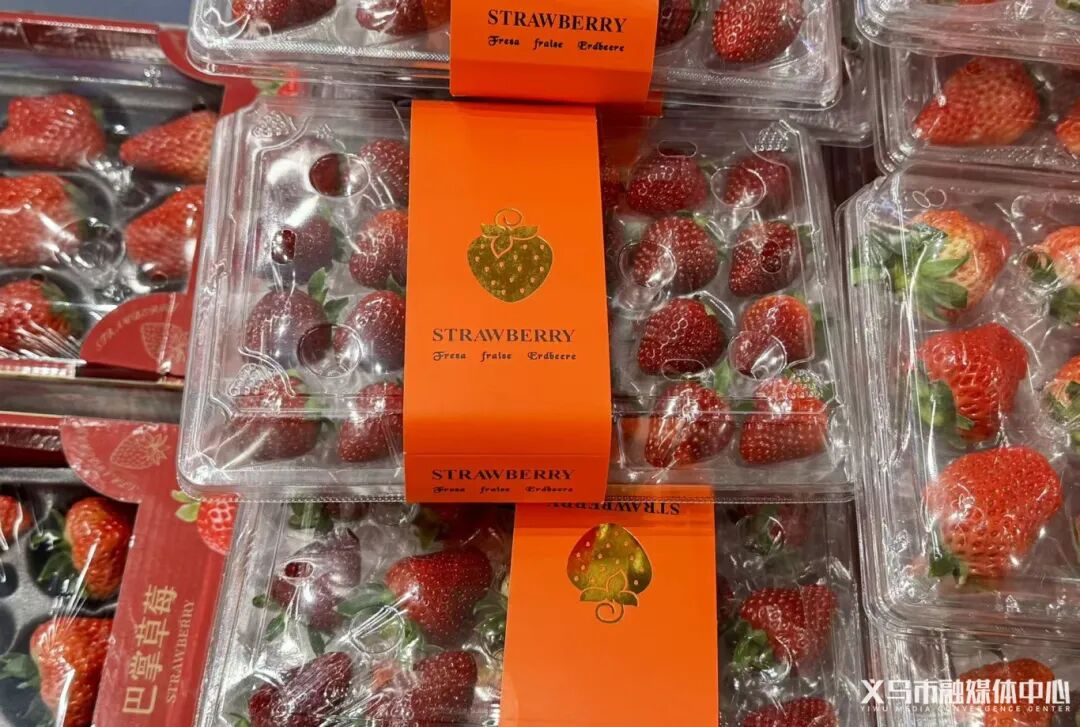 STRAWBERRY
Fresa fraise Erdbeere
STRAWBERRY
Fresa fraise Erdbeere
STRAWBERRY
Fresa fraise Erdbeere
STRAWBERRY
巴掌草莓
STRAWBERRY
义乌市融媒体中心
YIWU MEDIA CONVERGENCE CENTER